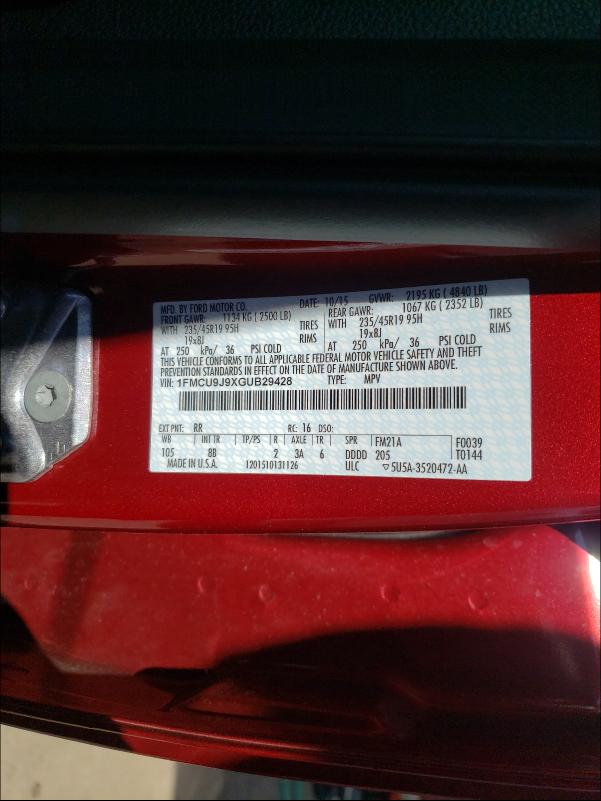 MFD. BY FORD MOTOR CO. DATE: 10/15 GVWR: 2195 KG ( 4840 LB)
FRONT GAWR: 1134 KG ( 2500 LB) REAR GAWR: 1067 KG ( 2352 LB)
WITH 235/45R19 95H TIRES WITH 235/45R19 95H TIRES
19x8J RIMS 19x8J RIMS
AT 250 kPa/ 36 PSI COLD AT 250 kPa/ 36 PSI COLD
THIS VEHICLE CONFORMS TO ALL APPLICABLE FEDERAL MOTOR VEHICLE SAFETY AND THEFT
PREVENTION STANDARDS IN EFFECT ON THE DATE OF MANUFACTURE SHOWN ABOVE.
VIN: 1FMCU9J9XGUB29428 TYPE: MPV
EXT PNT: RR RC: 16 DSO:
WB INT TR TP/PS R AXLE TR SPR FM21A F0039
105 8B 2 3A 6 DDDD 205 T0144
MADE IN U.S.A. 1201510131126 ULC ▽5U5A-3520472-AA